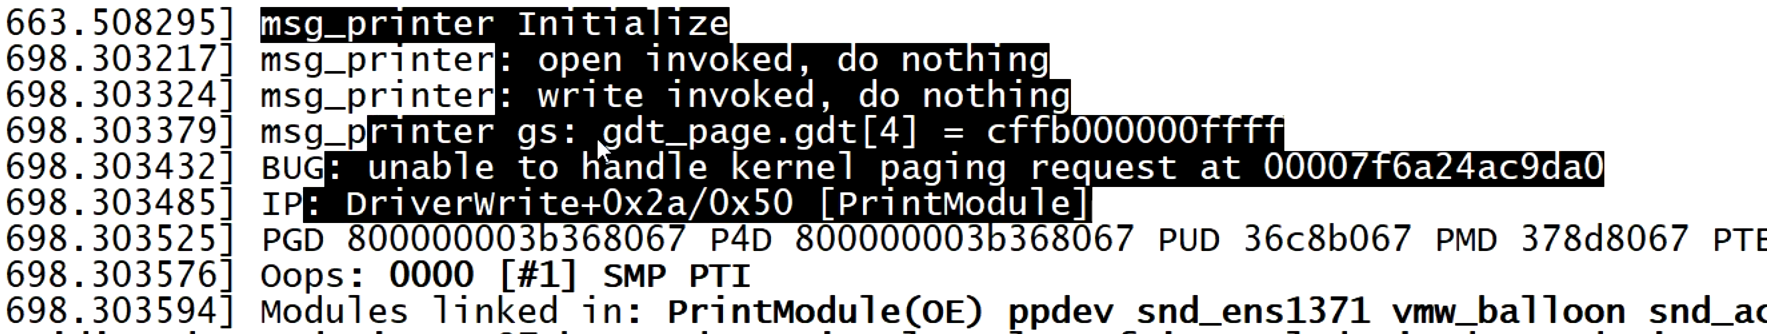 663.508295] msg_printer Initialize
698.303217] msg_printer: open invoked, do nothing
698.303324] msg_printer: write invoked, do nothing
698.303379] msg_printer gs: gdt_page.gdt[4] = cffb000000ffff
698.303432] BUG: unable to handle kernel paging request at 00007f6a24ac9da0
698.303485] IP: DriverWrite+0x2a/0x50 [PrintModule]
698.303525] PGD 800000003b368067 P4D 800000003b368067 PUD 36c8b067 PMD 378d8067 PTE
698.303576] Oops: 0000 [#1] SMP PTI
698.303594] Modules linked in: PrintModule(OE) ppdev snd_ens1371 vmw_balloon snd_ac